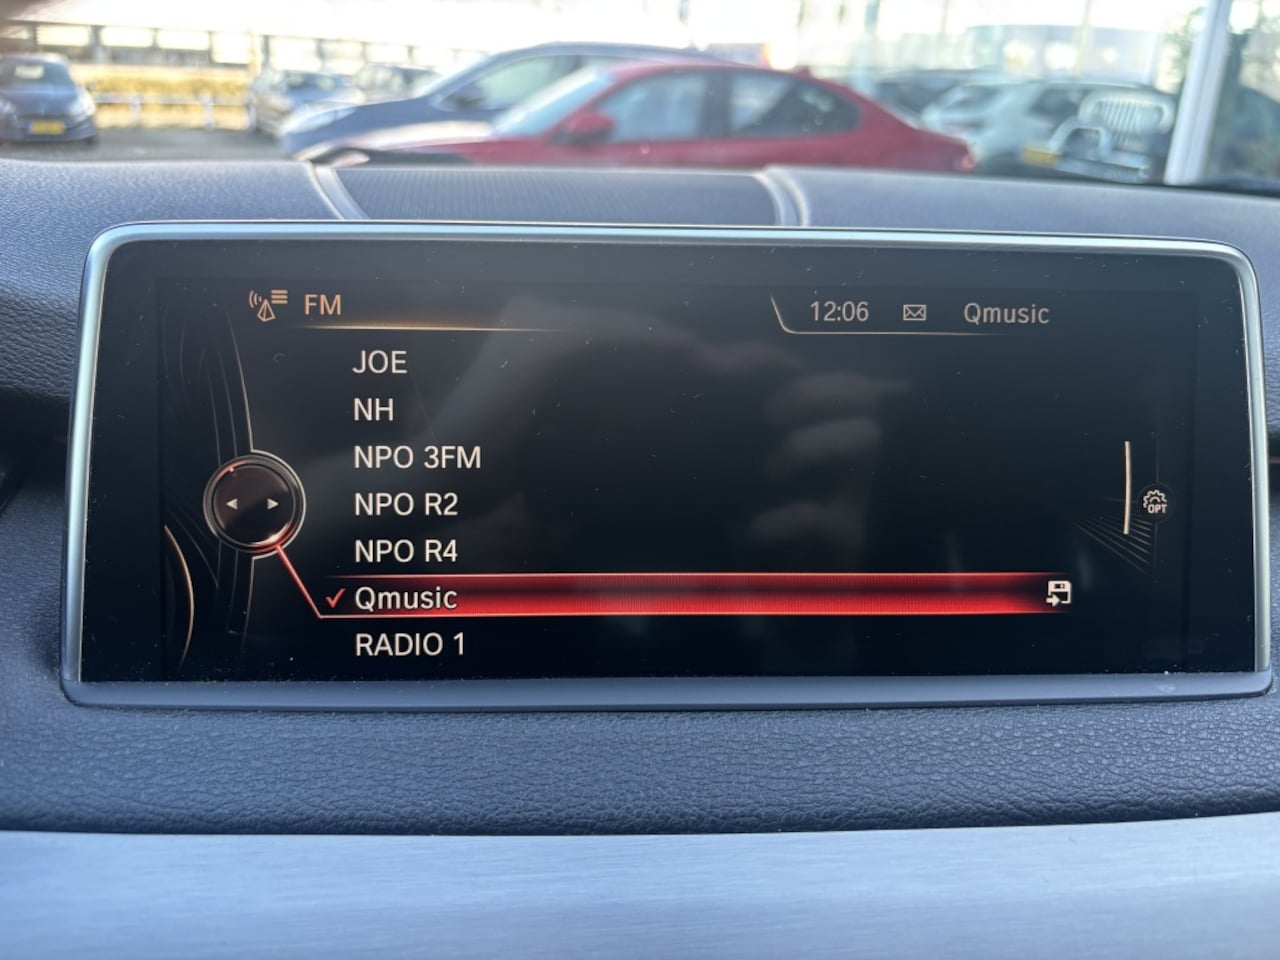 FM
12:06 Qmusic
JOE
NH
NPO 3FM
NPO R2
NPO R4
OPT
Qmusic
RADIO 1